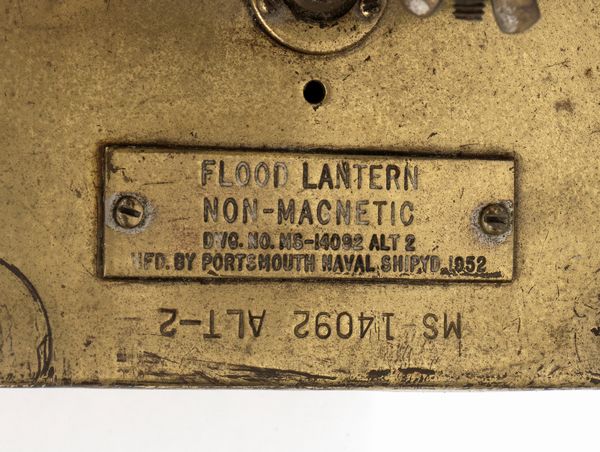 FLOOD LANTERN
NON-MAGNETIC
DWG. NO. MS-14092 ALT 2
MFD. BY PORTSMOUTH NAVAL SHIPYD. 1952
MS-14092 ALT-2